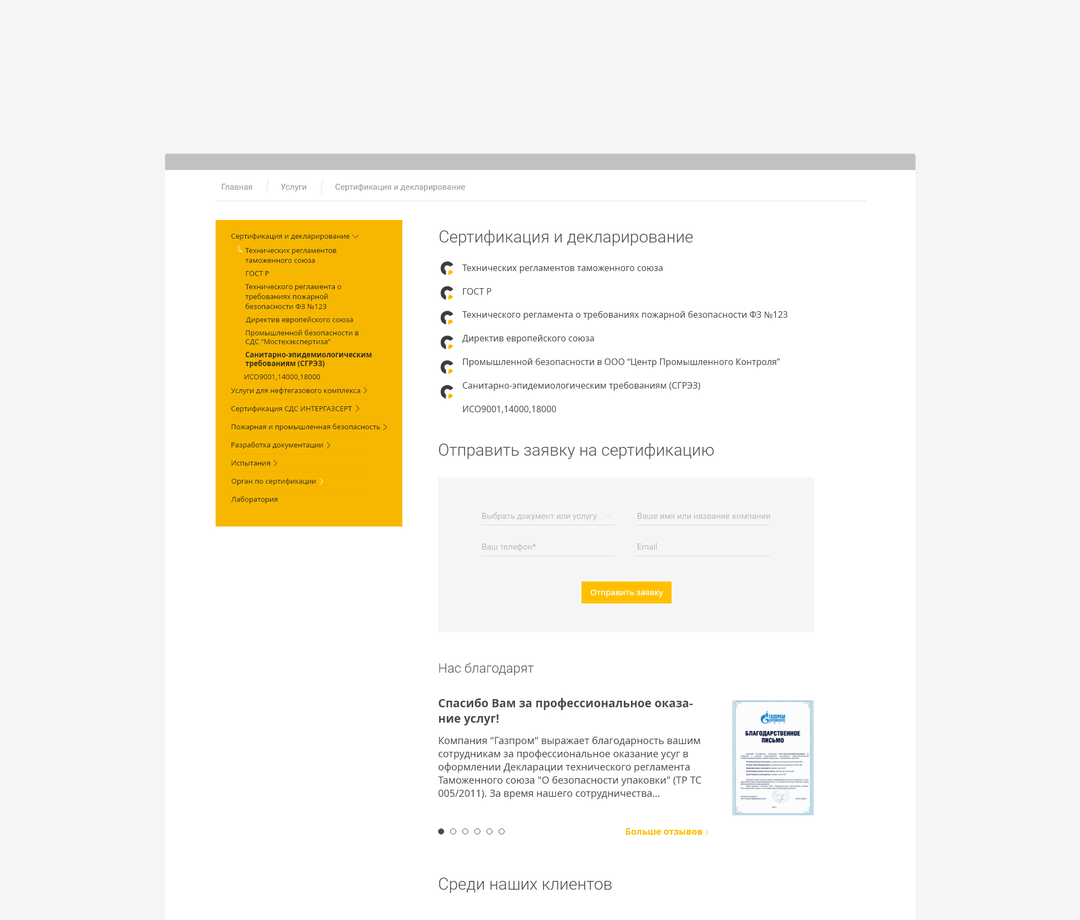 Главная
Услуги
Сертификация и декларирование
Сертификация и декларирование
Технических регламентов
таможенного союза
ГОСТ Р
Технического регламента о
требованиях пожарной
безопасности ФЗ №123
Директив европейского союза
Промышленной безопасности в
СДС "Мостехэкспертиза"
Санитарно-эпидемиологическим
требованиям (СГРЭЗ)
ИСО9001,14000,18000
Услуги для нефтегазового комплекса
Сертификация СДС ИНТЕРГАЗСЕРТ
Пожарная и промышленная безопасность
Разработка документации
Испытания
Орган по сертификации
Лаборатория
Сертификация и декларирование
Технических регламентов таможенного союза
ГОСТ Р
Технического регламента о требованиях пожарной безопасности ФЗ №123
Директив европейского союза
Промышленной безопасности в ООО "Центр Промышленного Контроля"
Санитарно-эпидемиологическим требованиям (СГРЭЗ)
ИСО9001,14000,18000
Отправить заявку на сертификацию
Выбрать документ или услугу
Ваше имя или название компании
Ваш телефон*
Email
Отправить заявку
Нас благодарят
Спасибо Вам за профессиональное оказа-
ние услуг!
Компания "Газпром" выражает благодарность вашим
сотрудникам за профессиональное оказание усуг в
оформлении Декларации технического регламента
Таможенного союза "О безопасности упаковки" (ТР ТС
005/2011). За время нашего сотрудничества...
ГАЗПРОМ
БЛАГОДАРСТВЕННОЕ
ПИСЬМО
Больше отзывов
Среди наших клиентов